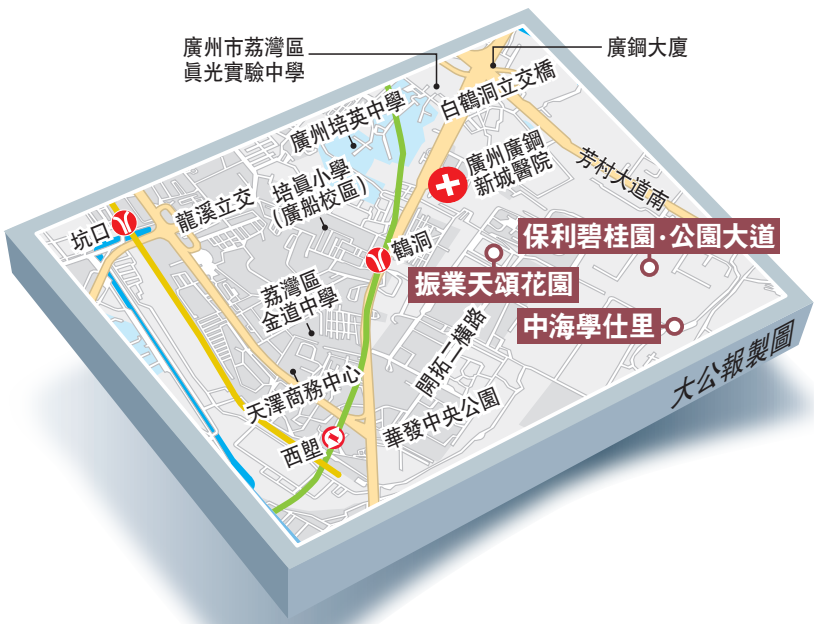 廣州市荔灣區
眞光實驗中學
廣鋼大廈
白鶴洞立交橋
廣州培英中學
廣州廣鋼
新城醫院
芳村大道南
培眞小學
(廣船校區)
龍溪立交
坑口
鶴洞
保利碧桂園·公園大道
振業天頌花園
荔灣區
金道中學
中海學仕里
開拓二橫路
天澤商務中心
華發中央公園
西塱
大公報製圖